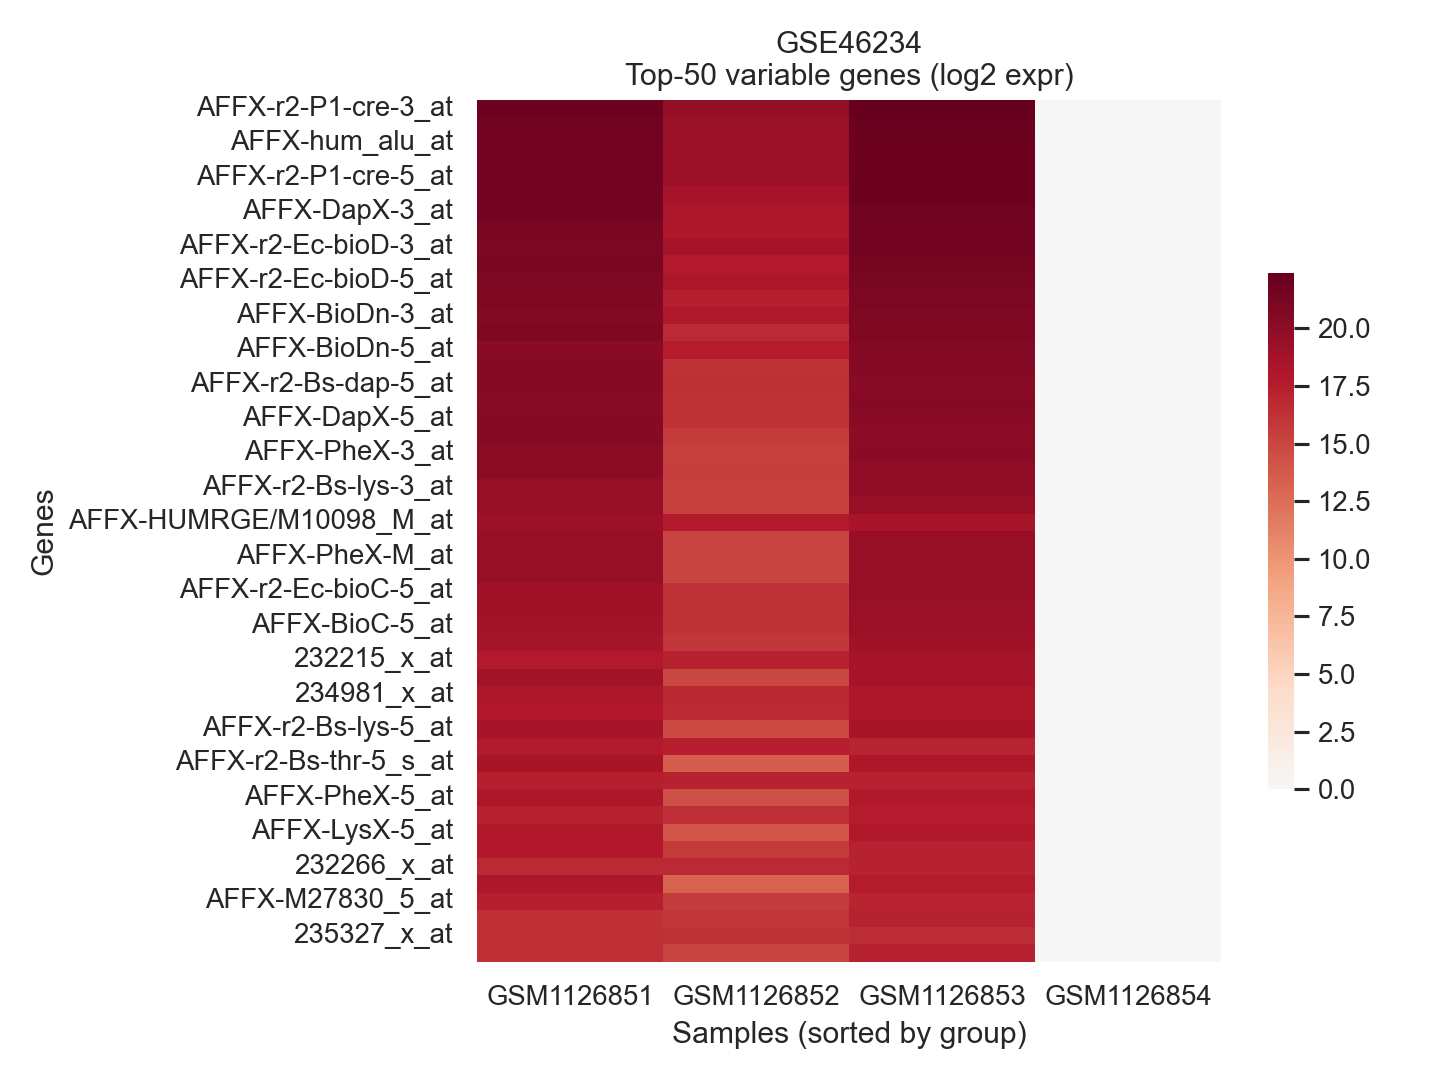 GSE46234
Top-50 variable genes (log2 expr)
AFFX-r2-P1-cre-3_at
AFFX-hum_alu_at
AFFX-r2-P1-cre-5_at
AFFX-DapX-3_at
AFFX-r2-Ec-bioD-3_at
AFFX-r2-Ec-bioD-5_at
AFFX-BioDn-3_at
AFFX-BioDn-5_at
AFFX-r2-Bs-dap-5_at
AFFX-DapX-5_at
AFFX-PheX-3_at
AFFX-r2-Bs-lys-3_at
AFFX-HUMRGE/M10098_M_at
AFFX-PheX-M_at
AFFX-r2-Ec-bioC-5_at
AFFX-BioC-5_at
232215_x_at
234981_x_at
AFFX-r2-Bs-lys-5_at
AFFX-r2-Bs-thr-5_s_at
AFFX-PheX-5_at
AFFX-LysX-5_at
232266_x_at
AFFX-M27830_5_at
235327_x_at
Genes
GSM1126851 GSM1126852 GSM1126853 GSM1126854
Samples (sorted by group)
20.0
17.5
15.0
12.5
10.0
7.5
5.0
2.5
0.0